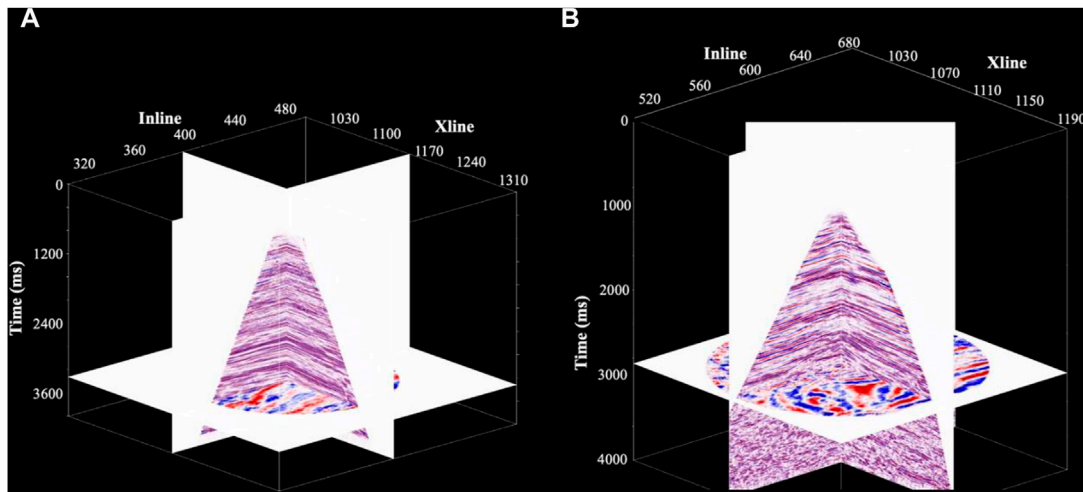 A
Inline
320 360 400 440 480
Xline
1030 1100 1170 1240 1310
Time (ms)
0
1200
2400
3600
B
Inline
520 560 600 640 680
Xline
1030 1070 1110 1150 1190
Time (ms)
0
1000
2000
3000
4000